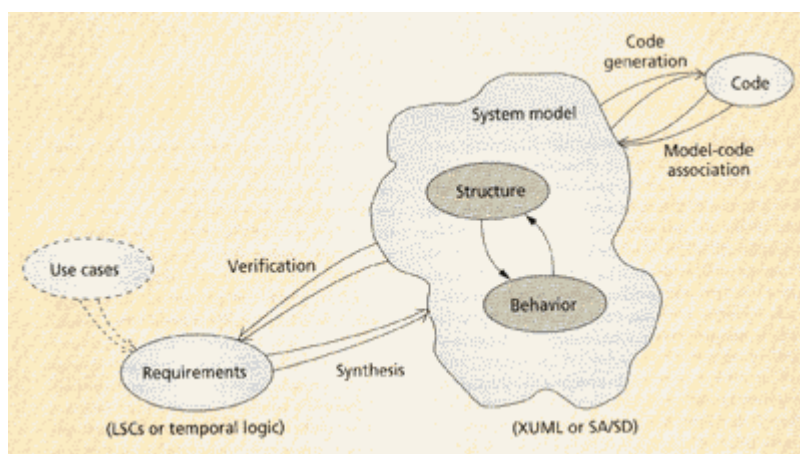 Code
generation
Code
System model
Model-code
association
Structure
Verification
Use cases
Behavior
Requirements
Synthesis
(LSCs or temporal logic)
(XUML or SA/SD)